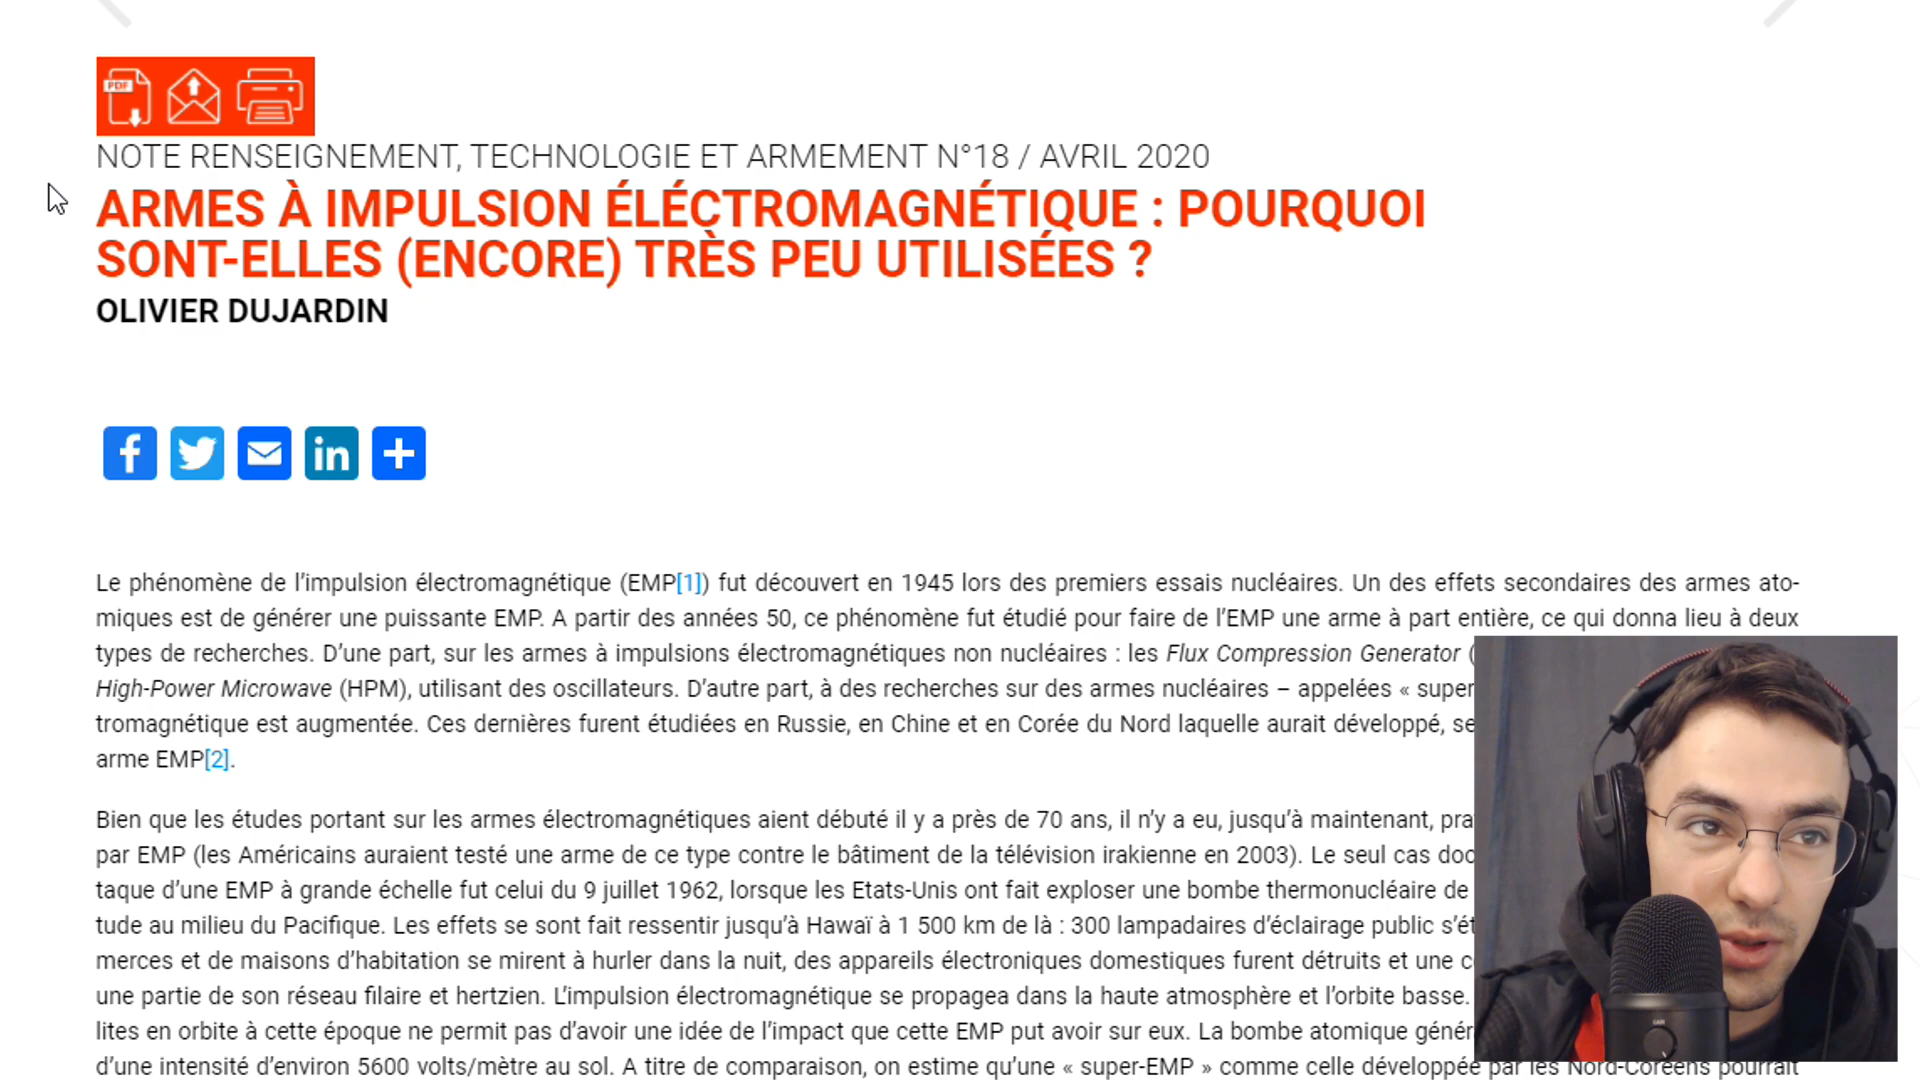 PDF
NOTE RENSEIGNEMENT, TECHNOLOGIE ET ARMEMENT N°18 / AVRIL 2020
ARMES À IMPULSION ÉLÉCTROMAGNÉTIQUE : POURQUOI
SONT-ELLES (ENCORE) TRÈS PEU UTILISÉES ?
OLIVIER DUJARDIN
Le phénomène de l'impulsion électromagnétique (EMP[1]) fut découvert en 1945 lors des premiers essais nucléaires. Un des effets secondaires des armes ato-
miques est de générer une puissante EMP. A partir des années 50, ce phénomène fut étudié pour faire de l'EMP une arme à part entière, ce qui donna lieu à deux
types de recherches. D'une part, sur les armes à impulsions électromagnétiques non nucléaires : les Flux Compression Generator (
High-Power Microwave (HPM), utilisant des oscillateurs. D'autre part, à des recherches sur des armes nucléaires – appelées « super
tromagnétique est augmentée. Ces dernières furent étudiées en Russie, en Chine et en Corée du Nord laquelle aurait développé, se
arme EMP[2].
Bien que les études portant sur les armes électromagnétiques aient débuté il y a près de 70 ans, il n'y a eu, jusqu'à maintenant, pra
par EMP (les Américains auraient testé une arme de ce type contre le bâtiment de la télévision irakienne en 2003). Le seul cas doc
taque d'une EMP à grande échelle fut celui du 9 juillet 1962, lorsque les Etats-Unis ont fait exploser une bombe thermonucléaire de
tude au milieu du Pacifique. Les effets se sont fait ressentir jusqu'à Hawaï à 1 500 km de là : 300 lampadaires d'éclairage public s'ét
merces et de maisons d'habitation se mirent à hurler dans la nuit, des appareils électroniques domestiques furent détruits et une c
une partie de son réseau filaire et hertzien. L'impulsion électromagnétique se propagea dans la haute atmosphère et l'orbite basse.
lites en orbite à cette époque ne permit pas d'avoir une idée de l'impact que cette EMP put avoir sur eux. La bombe atomique génér
d'une intensité d'environ 5600 volts/mètre au sol. A titre de comparaison, on estime qu'une « super-EMP » comme celle développée par les Nord-Coréens pourrait